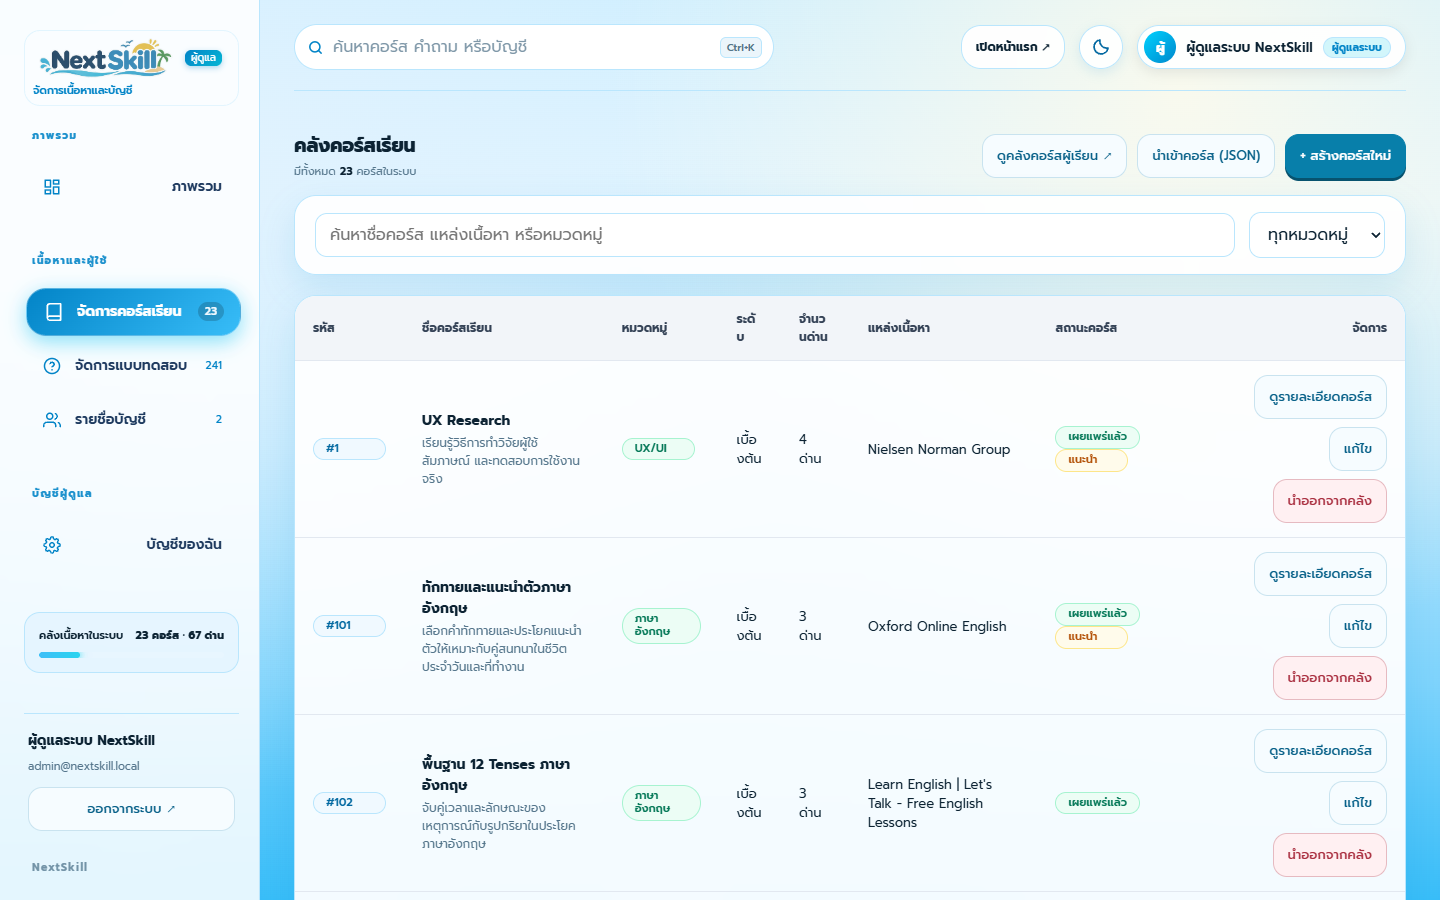 NextSkill
ผู้ดูแล
จัดการเนื้อหาและบัญชี
ภาพรวม
ภาพรวม
เนื้อหาและผู้ใช้
จัดการคอร์สเรียน 23
จัดการแบบทดสอบ 241
รายชื่อบัญชี 2
บัญชีผู้ดูแล
บัญชีของฉัน
คลังเนื้อหาในระบบ 23 คอร์ส · 67 ด่าน
ผู้ดูแลระบบ NextSkill
admin@nextskill.local
ออกจากระบบ ↗
NextSkill
ค้นหาคอร์ส คำถาม หรือบัญชี Ctrl+K
เปิดหน้าแรก ↗
ผู้ ผู้ดูแลระบบ NextSkill ผู้ดูแลระบบ
คลังคอร์สเรียน
มีทั้งหมด 23 คอร์สในระบบ
ดูคลังคอร์สผู้เรียน ↗
นำเข้าคอร์ส (JSON)
+ สร้างคอร์สใหม่
ค้นหาชื่อคอร์ส แหล่งเนื้อหา หรือหมวดหมู่
ทุกหมวดหมู่
รหัส
ชื่อคอร์สเรียน
หมวดหมู่
ระดั
บ
จำนว
นด่าน
แหล่งเนื้อหา
สถานะคอร์ส
จัดการ
#1
UX Research
เรียนรู้วิธีการทำวิจัยผู้ใช้
สัมภาษณ์ และทดสอบการใช้งาน
จริง
UX/UI
เบื้อ
งต้น
4
ด่าน
Nielsen Norman Group
เผยแพร่แล้ว
แนะนำ
ดูรายละเอียดคอร์ส
แก้ไข
นำออกจากคลัง
#101
ทักทายและแนะนำตัวภาษา
อังกฤษ
เลือกคำทักทายและประโยคแนะนำ
ตัวให้เหมาะกับคู่สนทนาในชีวิต
ประจำวันและที่ทำงาน
ภาษา
อังกฤษ
เบื้อ
งต้น
3
ด่าน
Oxford Online English
เผยแพร่แล้ว
แนะนำ
ดูรายละเอียดคอร์ส
แก้ไข
นำออกจากคลัง
#102
พื้นฐาน 12 Tenses ภาษา
อังกฤษ
จับคู่เวลาและลักษณะของ
เหตุการณ์กับรูปกริยาในประโยค
ภาษาอังกฤษ
ภาษา
อังกฤษ
เบื้อ
งต้น
3
ด่าน
Learn English | Let's
Talk - Free English
Lessons
เผยแพร่แล้ว
ดูรายละเอียดคอร์ส
แก้ไข
นำออกจากคลัง